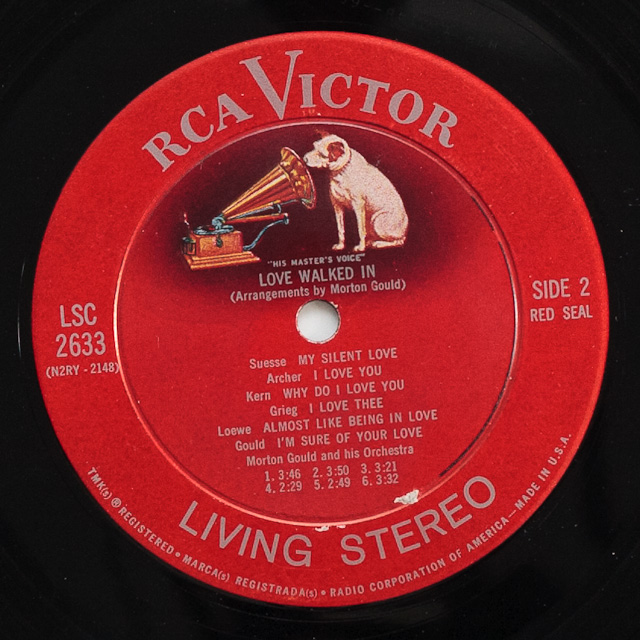 RCA VICTOR
"HIS MASTER'S VOICE"
LOVE WALKED IN
(Arrangements by Morton Gould)
LSC
2633
(N2RY - 2148)
SIDE 2
RED SEAL
Suesse MY SILENT LOVE
Archer I LOVE YOU
Kern WHY DO I LOVE YOU
Grieg I LOVE THEE
Loewe ALMOST LIKE BEING IN LOVE
Gould I'M SURE OF YOUR LOVE
Morton Gould and his Orchestra
1. 3:46 2. 3:50 3. 3:21
4. 2:29 5. 2:49 6. 3:32
LIVING STEREO
TMK(s) ® REGISTERED • MARCA(s) REGISTRADA(s) • RADIO CORPORATION OF AMERICA—MADE IN U.S.A.